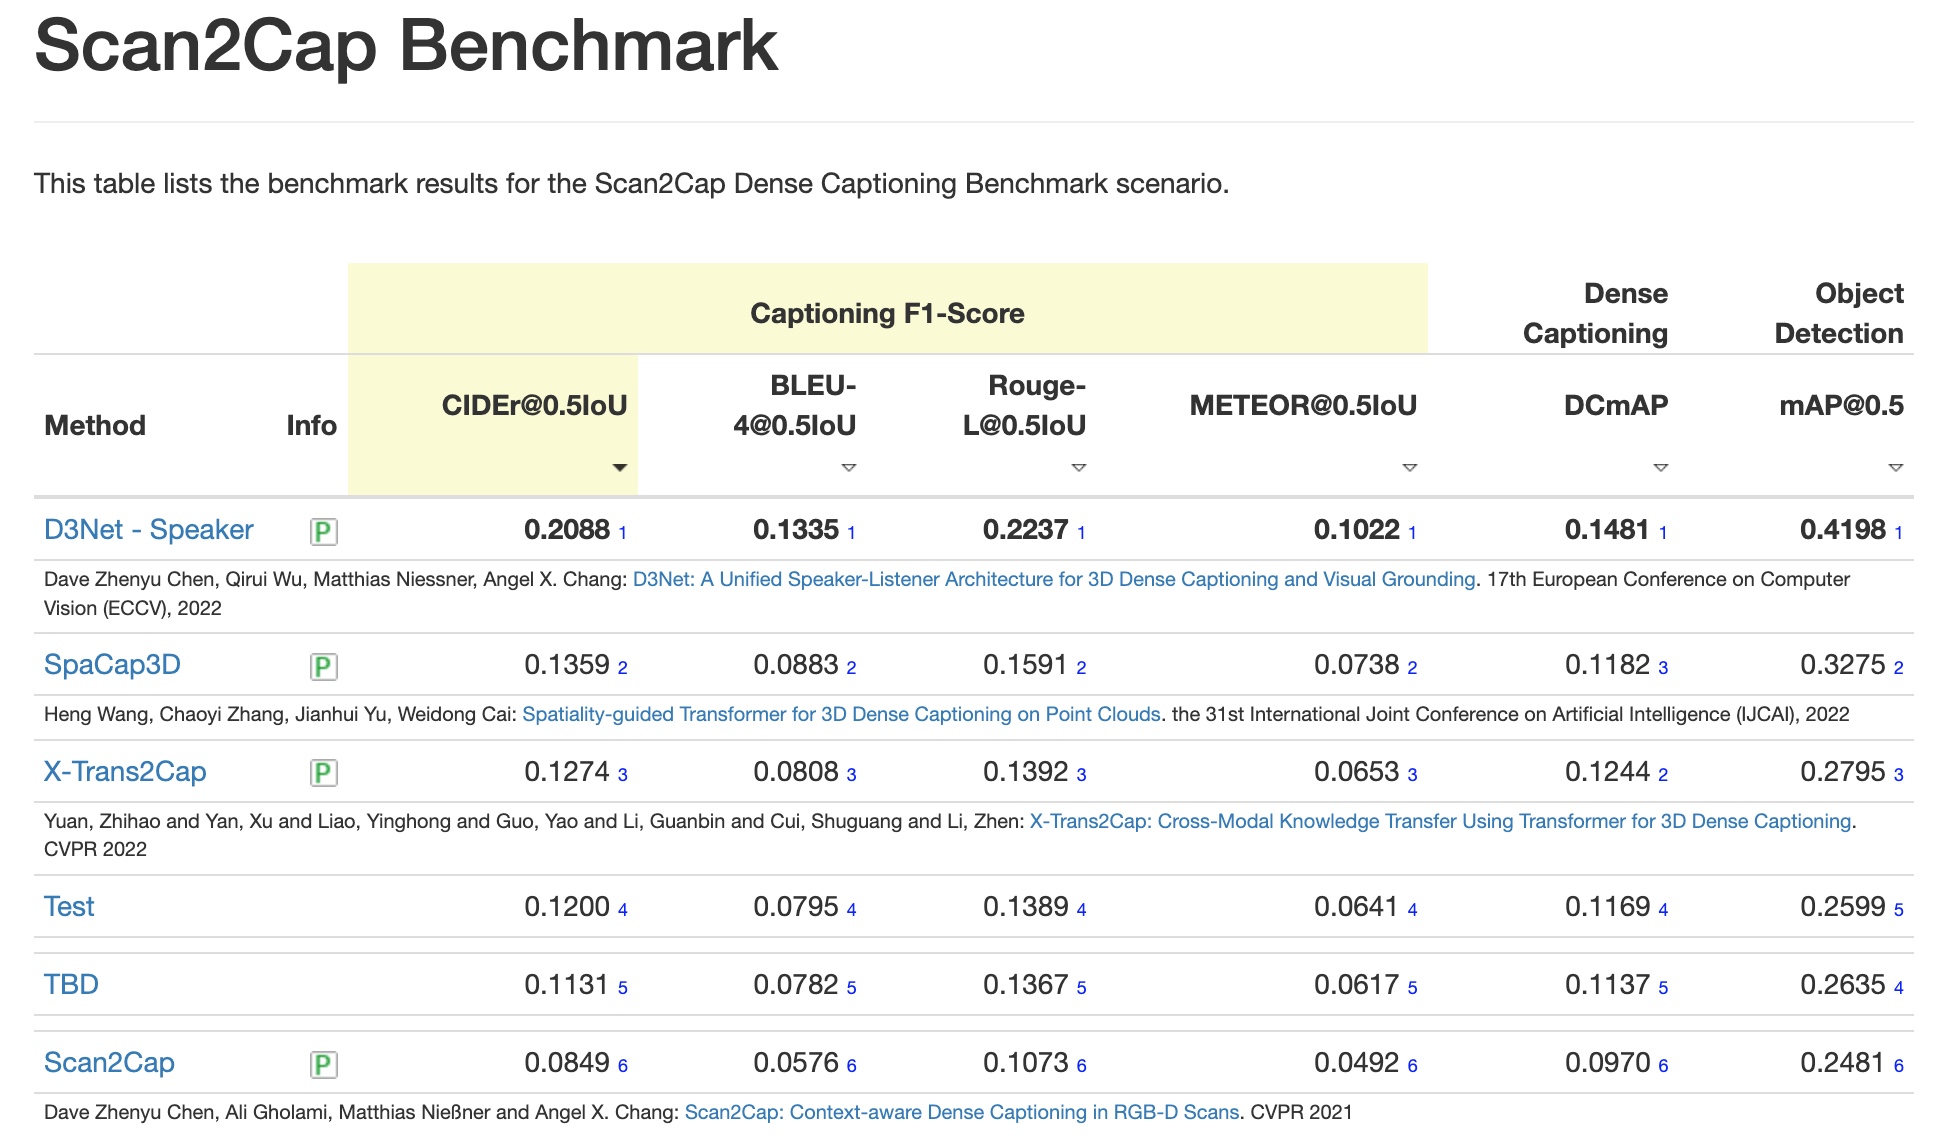 Scan2Cap Benchmark
This table lists the benchmark results for the Scan2Cap Dense Captioning Benchmark scenario.
Captioning F1-Score Dense Captioning Object Detection
Method Info CIDEr@0.5IoU BLEU-4@0.5IoU Rouge-L@0.5IoU METEOR@0.5IoU DCmAP mAP@0.5
D3Net - Speaker P 0.2088 1 0.1335 1 0.2237 1 0.1022 1 0.1481 1 0.4198 1
Dave Zhenyu Chen, Qirui Wu, Matthias Niessner, Angel X. Chang: D3Net: A Unified Speaker-Listener Architecture for 3D Dense Captioning and Visual Grounding. 17th European Conference on Computer
Vision (ECCV), 2022
SpaCap3D P 0.1359 2 0.0883 2 0.1591 2 0.0738 2 0.1182 3 0.3275 2
Heng Wang, Chaoyi Zhang, Jianhui Yu, Weidong Cai: Spatiality-guided Transformer for 3D Dense Captioning on Point Clouds. the 31st International Joint Conference on Artificial Intelligence (IJCAI), 2022
X-Trans2Cap P 0.1274 3 0.0808 3 0.1392 3 0.0653 3 0.1244 2 0.2795 3
Yuan, Zhihao and Yan, Xu and Liao, Yinghong and Guo, Yao and Li, Guanbin and Cui, Shuguang and Li, Zhen: X-Trans2Cap: Cross-Modal Knowledge Transfer Using Transformer for 3D Dense Captioning.
CVPR 2022
Test 0.1200 4 0.0795 4 0.1389 4 0.0641 4 0.1169 4 0.2599 5
TBD 0.1131 5 0.0782 5 0.1367 5 0.0617 5 0.1137 5 0.2635 4
Scan2Cap P 0.0849 6 0.0576 6 0.1073 6 0.0492 6 0.0970 6 0.2481 6
Dave Zhenyu Chen, Ali Gholami, Matthias Nießner and Angel X. Chang: Scan2Cap: Context-aware Dense Captioning in RGB-D Scans. CVPR 2021